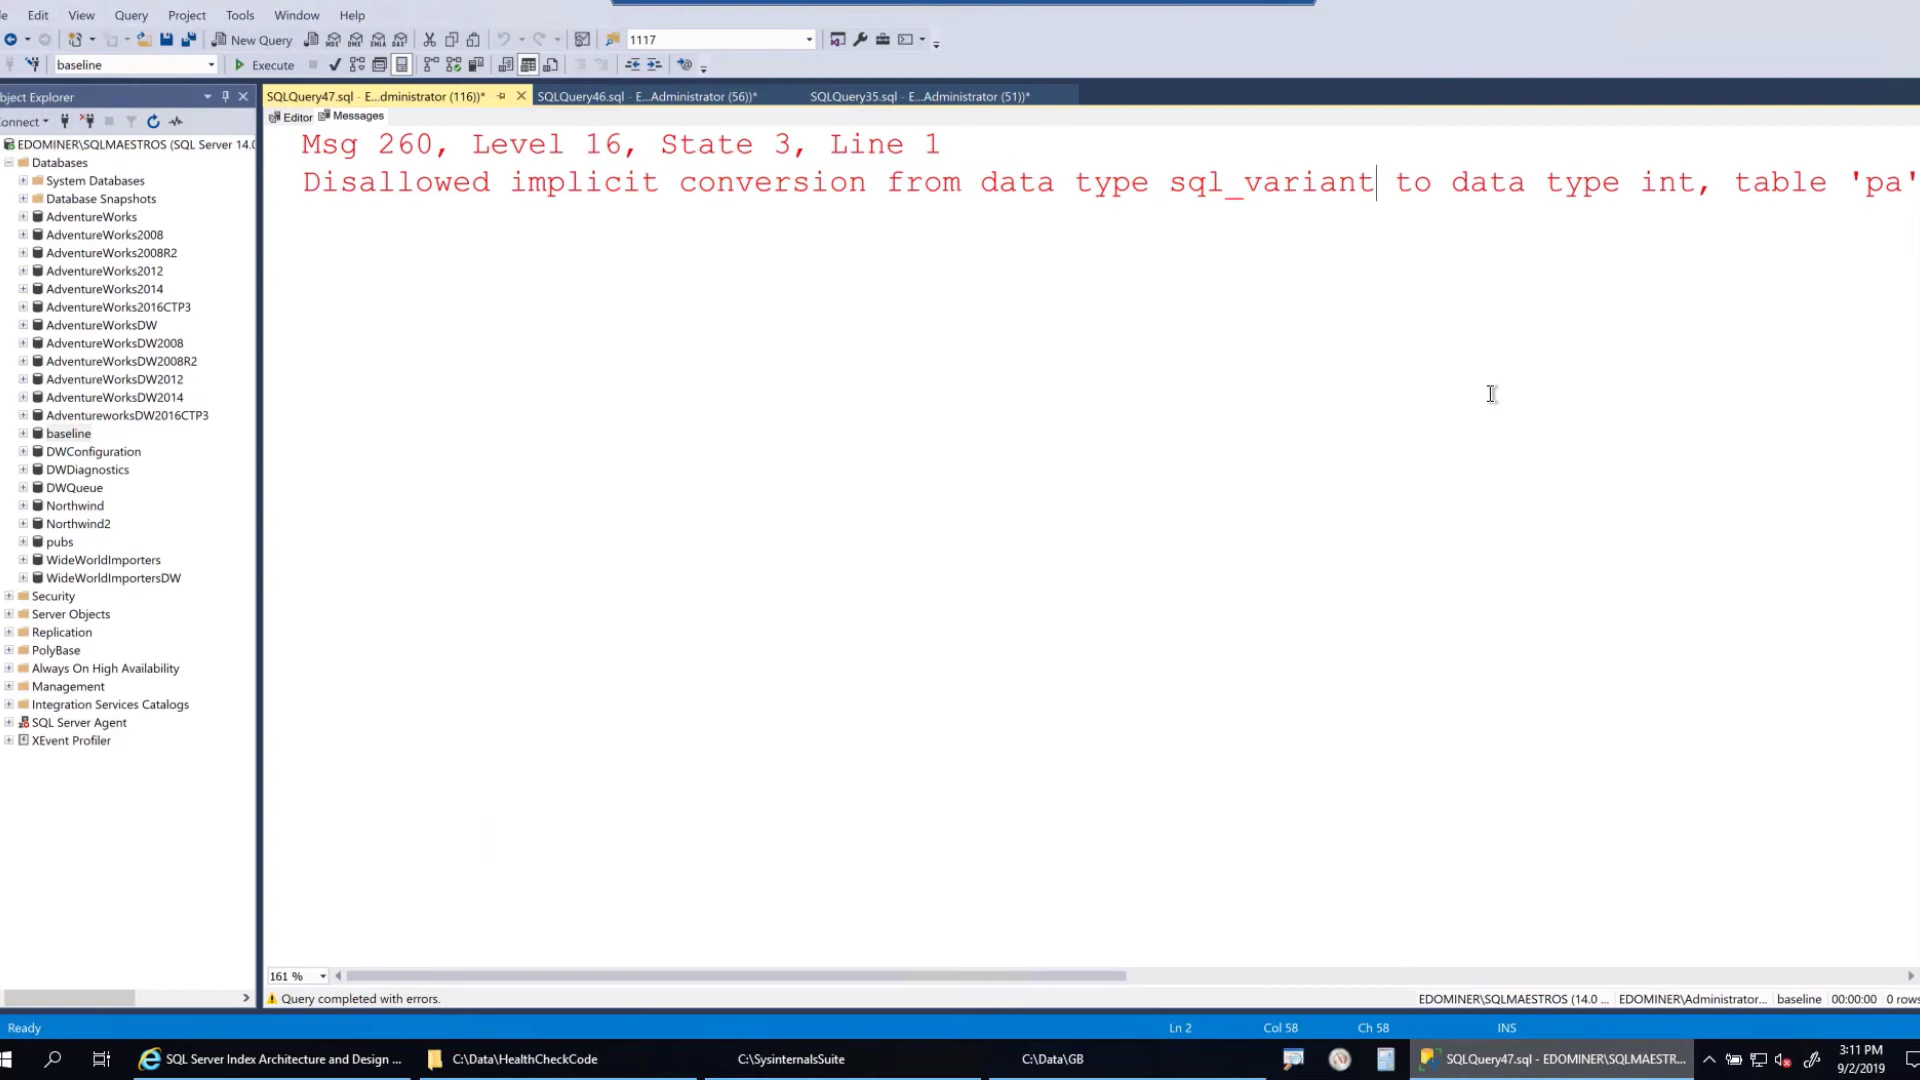 Edit View Query Project Tools Window Help
New Query
1117
baseline
Execute
SQLQuery47.sql - E...dministrator (116))*
SQLQuery46.sql - E...Administrator (56))*
SQLQuery35.sql - E...Administrator (51))*
Editor Messages
bject Explorer
onnect
EDOMINER\SQLMAESTROS (SQL Server 14.0
Databases
System Databases
Database Snapshots
AdventureWorks
AdventureWorks2008
AdventureWorks2008R2
AdventureWorks2012
AdventureWorks2014
AdventureWorks2016CTP3
AdventureWorksDW
AdventureWorksDW2008
AdventureWorksDW2008R2
AdventureWorksDW2012
AdventureWorksDW2014
AdventureworksDW2016CTP3
baseline
DWConfiguration
DWDiagnostics
DWQueue
Northwind
Northwind2
pubs
WideWorldImporters
WideWorldImportersDW
Security
Server Objects
Replication
PolyBase
Always On High Availability
Management
Integration Services Catalogs
SQL Server Agent
XEvent Profiler
Msg 260, Level 16, State 3, Line 1
Disallowed implicit conversion from data type sql_variant to data type int, table 'pa'
161 %
Query completed with errors.
EDOMINER\SQLMAESTROS (14.0 ...
EDOMINER\Administrator...
baseline
00:00:00
0 rows
Ready
Ln 2
Col 58
Ch 58
INS
SQL Server Index Architecture and Design ...
C:\Data\HealthCheckCode
C:\SysinternalsSuite
C:\Data\GB
SQLQuery47.sql - EDOMINER\SQLMAESTR...
3:11 PM
9/2/2019